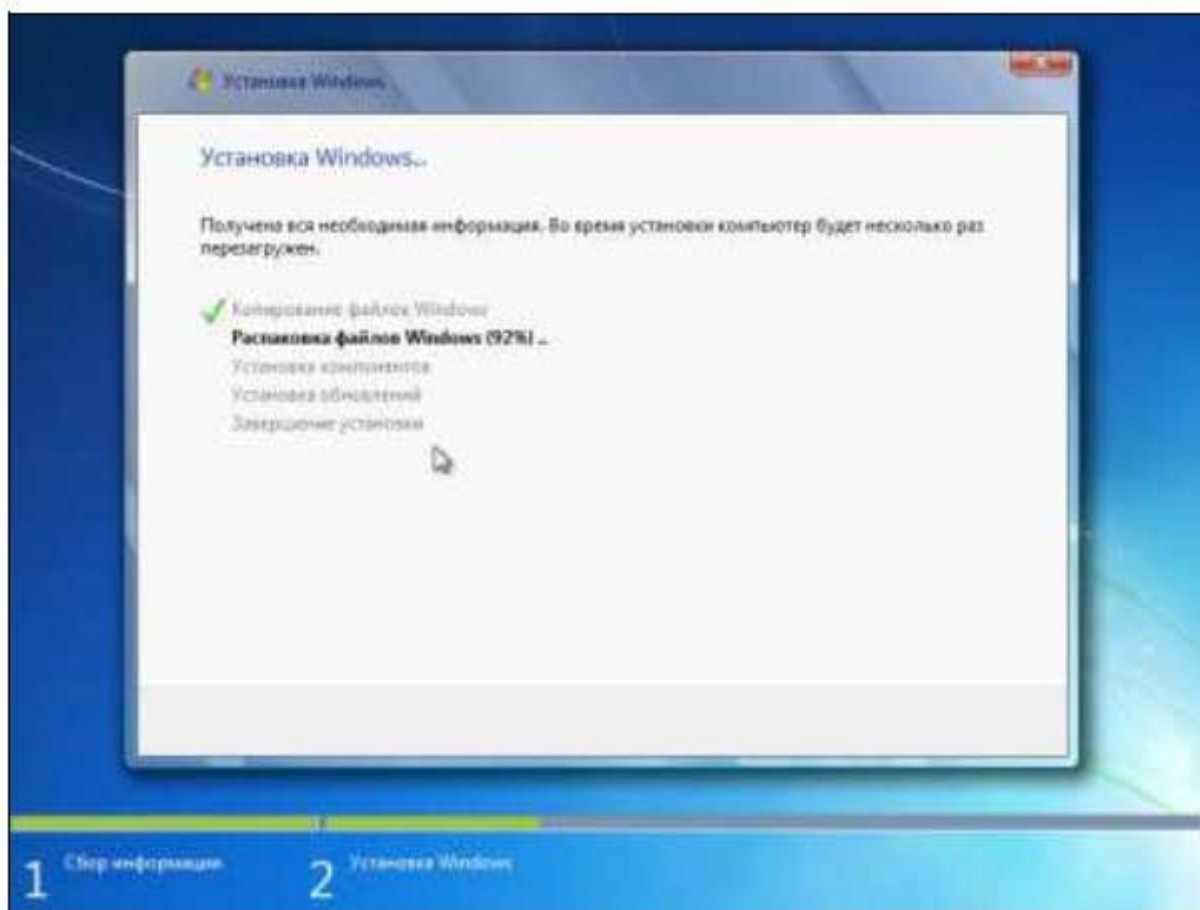 Установка Windows
Установка Windows...
Получена вся необходимая информация. Во время установки компьютер будет несколько раз
перезагружен.
Копирование файлов Windows
Распаковка файлов Windows (92%) ...
Установка компонентов
Установка обновлений
Завершение установки
1 Сбор информации
2 Установка Windows